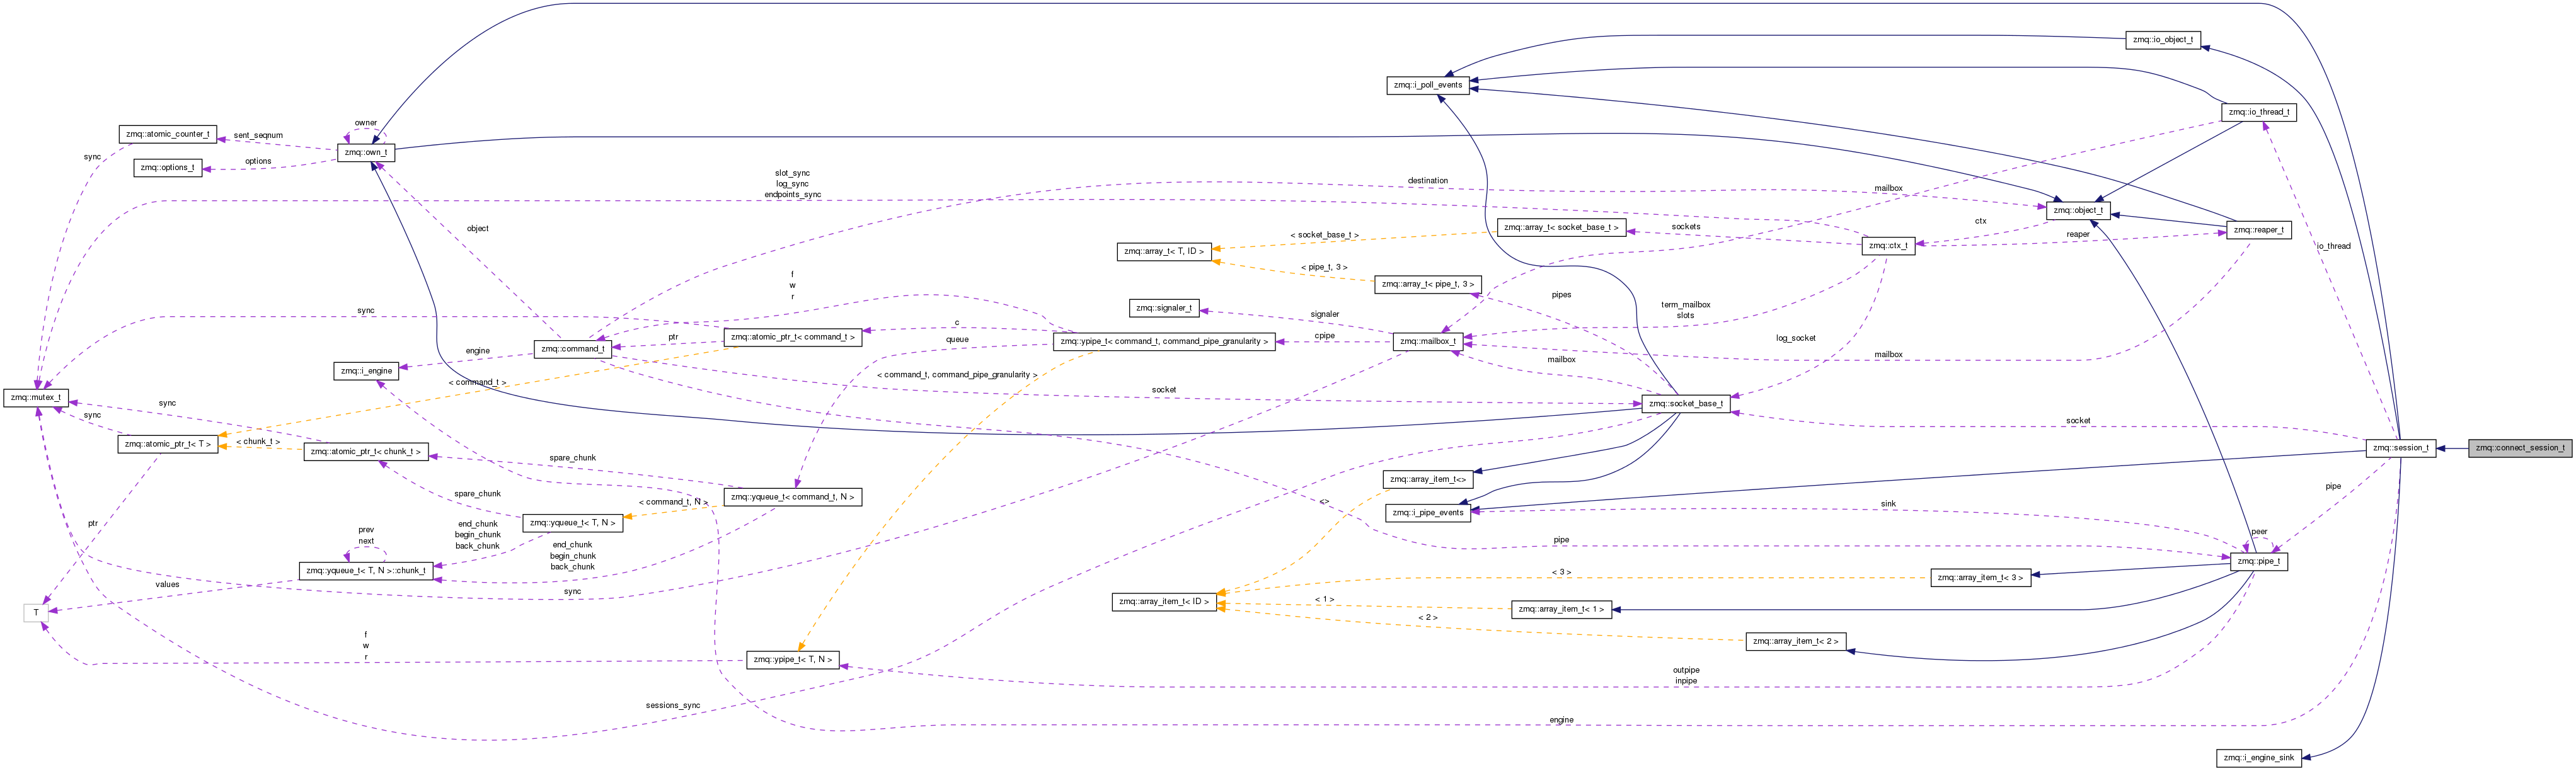 zmq::io_object_t
zmq::i_poll_events
zmq::io_thread_t
owner
zmq::atomic_counter_t
sent_seqnum
zmq::own_t
sync
options
zmq::options_t
slot_sync
log_sync
endpoints_sync
destination
mailbox
zmq::object_t
object
ctx
zmq::array_t< socket_base_t >
sockets
reaper
zmq::reaper_t
< socket_base_t >
zmq::array_t< T, ID >
zmq::ctx_t
io_thread
< pipe_t, 3 >
zmq::array_t< pipe_t, 3 >
f
w
r
pipes
term_mailbox
slots
zmq::signaler_t
signaler
sync
c
zmq::atomic_ptr_t< command_t >
ptr
queue
zmq::ypipe_t< command_t, command_pipe_granularity >
cpipe
zmq::mailbox_t
log_socket
zmq::command_t
engine
mailbox
mailbox
zmq::i_engine
< command_t >
< command_t, command_pipe_granularity >
socket
zmq::mutex_t
sync
zmq::socket_base_t
sync
socket
zmq::atomic_ptr_t< T >
< chunk_t >
zmq::atomic_ptr_t< chunk_t >
zmq::session_t
zmq::connect_session_t
spare_chunk
zmq::array_item_t<>
pipe
spare_chunk
zmq::yqueue_t< command_t, N >
< command_t, N >
<>
sink
zmq::i_pipe_events
ptr
end_chunk
begin_chunk
back_chunk
zmq::yqueue_t< T, N >
prev
next
end_chunk
begin_chunk
back_chunk
pipe
peer
zmq::pipe_t
zmq::yqueue_t< T, N >::chunk_t
< 3 >
zmq::array_item_t< 3 >
values
sync
zmq::array_item_t< ID >
< 1 >
zmq::array_item_t< 1 >
T
< 2 >
zmq::array_item_t< 2 >
f
w
r
zmq::ypipe_t< T, N >
outpipe
inpipe
sessions_sync
engine
zmq::i_engine_sink